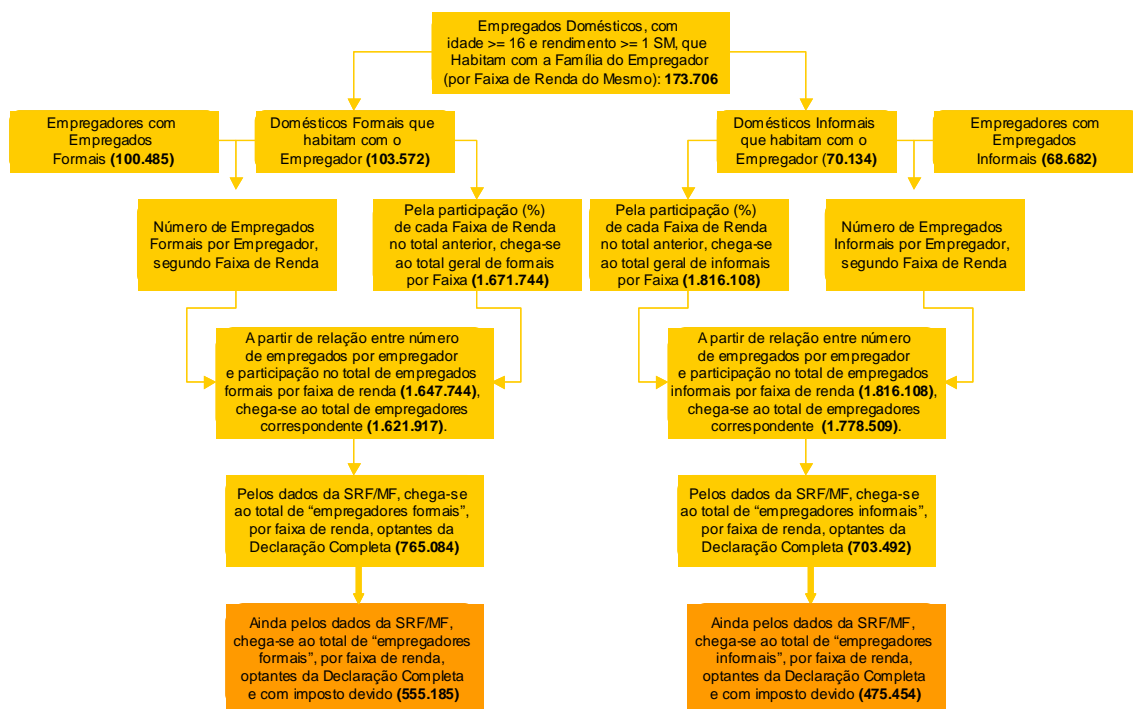 Empregados Domésticos, com
idade >= 16 e rendimento >= 1 SM, que
Habitam com a Família do Empregador
(por Faixa de Renda do Mesmo): 173.706
Empregadores com
Empregados
Formais (100.485)
Domésticos Formais que
habitam com o
Empregador (103.572)
Domésticos Informais
que habitam com o
Empregador (70.134)
Empregadores com
Empregados
Informais (68.682)
Número de Empregados
Formais por Empregador,
segundo Faixa de Renda
Pela participação (%)
de cada Faixa de Renda
no total anterior, chega-se
ao total geral de formais
por Faixa (1.671.744)
Pela participação (%)
de cada Faixa de Renda
no total anterior, chega-se
ao total geral de informais
por Faixa (1.816.108)
Número de Empregados
Informais por Empregador,
segundo Faixa de Renda
A partir de relação entre número
de empregados por empregador
e participação no total de empregados
formais por faixa de renda (1.647.744),
chega-se ao total de empregadores
correspondente (1.621.917).
A partir de relação entre número
de empregados por empregador
e participação no total de empregados
informais por faixa de renda (1.816.108),
chega-se ao total de empregadores
correspondente (1.778.509).
Pelos dados da SRF/MF, chega-se
ao total de “empregadores formais”,
por faixa de renda, optantes da
Declaração Completa (765.084)
Pelos dados da SRF/MF, chega-se
ao total de “empregadores informais”,
por faixa de renda, optantes da
Declaração Completa (703.492)
Ainda pelos dados da SRF/MF,
chega-se ao total de “empregadores
formais”, por faixa de renda,
optantes da Declaração Completa
e com imposto devido (555.185)
Ainda pelos dados da SRF/MF,
chega-se ao total de “empregadores
informais”, por faixa de renda,
optantes da Declaração Completa
e com imposto devido (475.454)